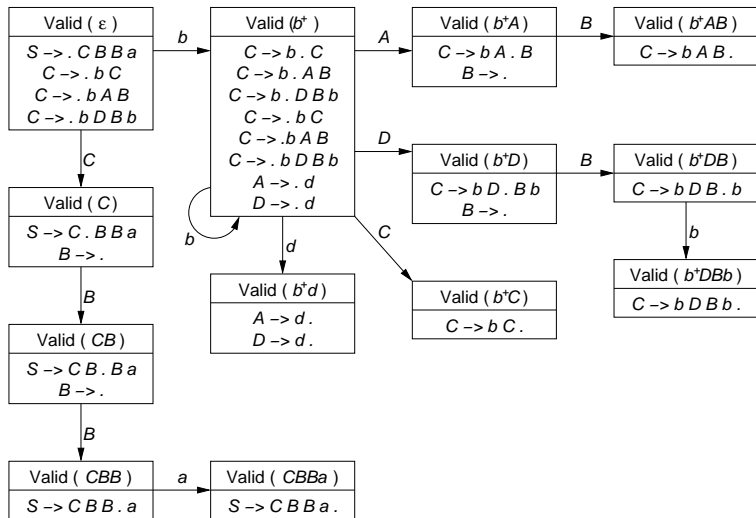 Valid ( ε )
S -> . C B B a
C -> . b C
C -> . b A B
C -> . b D B b
b
Valid (b+)
C -> b . C
C -> b . A B
C -> b . D B b
C -> . b C
C -> .b A B
C -> . b D B b
A -> . d
D -> . d
A
Valid ( b+A )
C -> b A . B
B -> .
B
Valid ( b+AB )
C -> b A B .
D
Valid ( b+D )
C -> b D . B b
B -> .
B
Valid ( b+DB )
C -> b D B . b
b
Valid ( b+DBb )
C -> b D B b .
C
Valid ( C )
S -> C . B B a
B -> .
b
d
Valid ( b+d )
A -> d .
D -> d .
C
Valid ( b+C )
C -> b C .
B
Valid ( CB )
S -> C B . B a
B -> .
B
Valid ( CBB )
S -> C B B . a
a
Valid ( CBBa )
S -> C B B a .